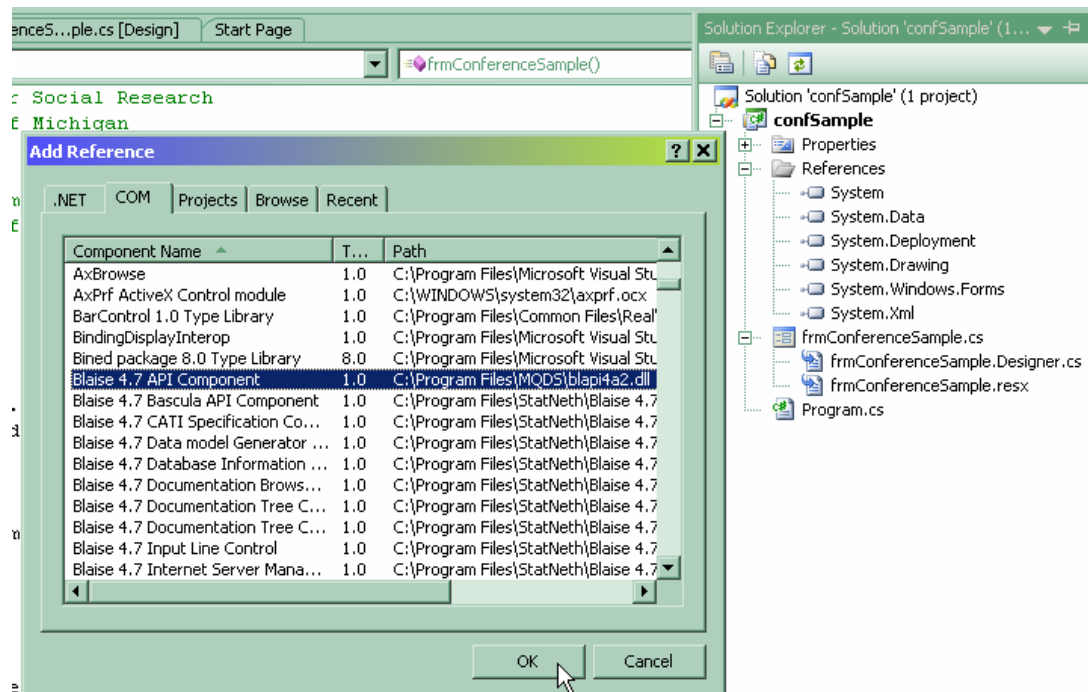 enceS...ple.cs [Design]
Start Page
frmConferenceSample()
r Social Research
f Michigan
Add Reference
.NET
COM
Projects
Browse
Recent
Component Name
T...
Path
AxBrowse 1.0 C:\Program Files\Microsoft Visual Stu
AxPrf ActiveX Control module 1.0 C:\WINDOWS\system32\axprf.ocx
BarControl 1.0 Type Library 1.0 C:\Program Files\Common Files\Real'
BindingDisplayInterop 1.0 C:\Program Files\Microsoft Visual Stu
Bined package 8.0 Type Library 8.0 C:\Program Files\Microsoft Visual Stu
Blaise 4.7 API Component 1.0 C:\Program Files\MQDS\blapi4a2.dll
Blaise 4.7 Bascula API Component 1.0 C:\Program Files\StatNeth\Blaise 4.7
Blaise 4.7 CATI Specification Co... 1.0 C:\Program Files\StatNeth\Blaise 4.7
Blaise 4.7 Data model Generator ... 1.0 C:\Program Files\StatNeth\Blaise 4.7
Blaise 4.7 Database Information ... 1.0 C:\Program Files\StatNeth\Blaise 4.7
Blaise 4.7 Documentation Brows... 1.0 C:\Program Files\StatNeth\Blaise 4.7
Blaise 4.7 Documentation Tree C... 1.0 C:\Program Files\StatNeth\Blaise 4.7
Blaise 4.7 Documentation Tree C... 1.0 C:\Program Files\StatNeth\Blaise 4.7
Blaise 4.7 Input Line Control 1.0 C:\Program Files\StatNeth\Blaise 4.7
Blaise 4.7 Internet Server Mana... 1.0 C:\Program Files\StatNeth\Blaise 4.7
OK
Cancel
Solution Explorer - Solution 'confSample' (1...
Solution 'confSample' (1 project)
confSample
Properties
References
System
System.Data
System.Deployment
System.Drawing
System.Windows.Forms
System.Xml
frmConferenceSample.cs
frmConferenceSample.Designer.cs
frmConferenceSample.resx
Program.cs